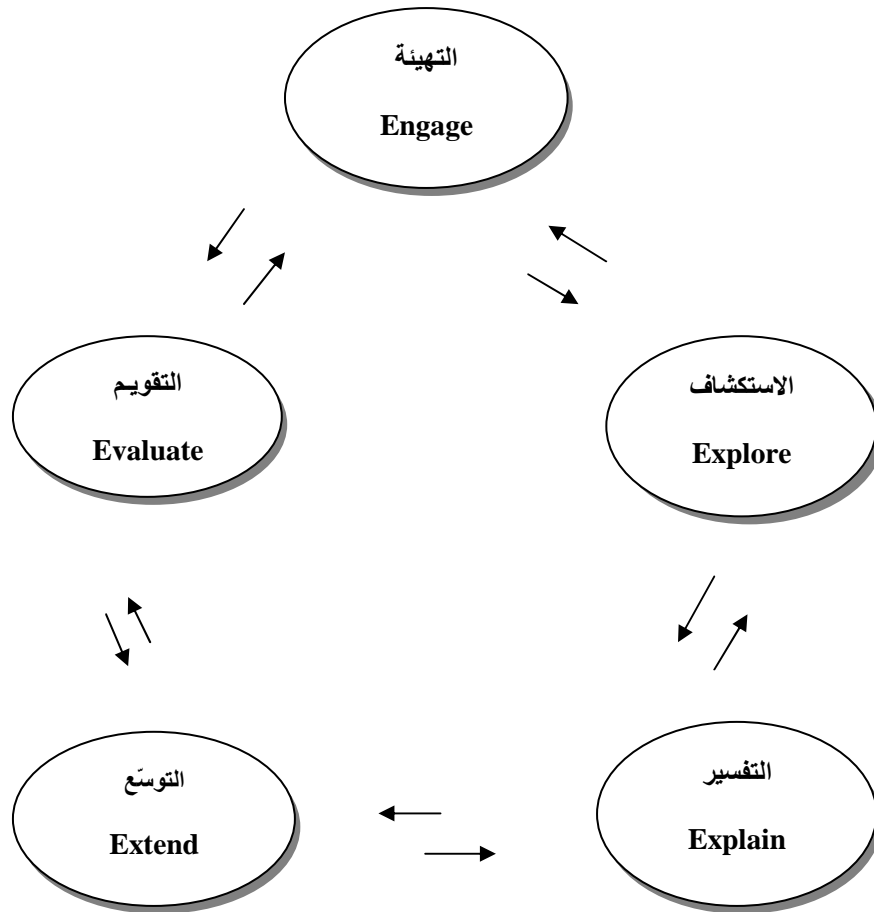 التهيئة
Engage
التقويم
Evaluate
الاستكشاف
Explore
التوسّع
Extend
التفسير
Explain